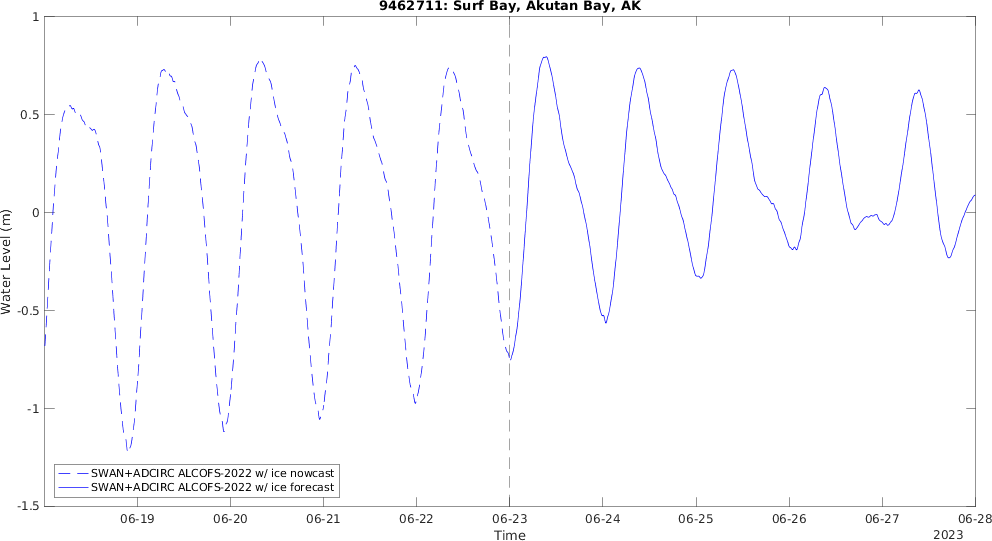 9462711: Surf Bay, Akutan Bay, AK
Water Level (m)
1
0.5
0
-0.5
-1
-1.5
SWAN+ADCIRC ALCOFS-2022 w/ ice nowcast
SWAN+ADCIRC ALCOFS-2022 w/ ice forecast
06-19 06-20 06-21 06-22 06-23 06-24 06-25 06-26 06-27 06-28
Time
2023